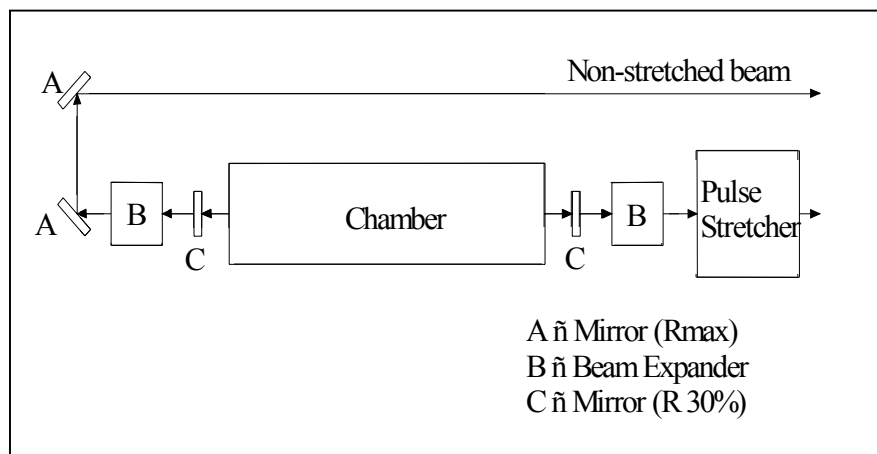 A
Non-stretched beam
A
B
C
Chamber
C
B
Pulse
Stretcher
A ñ Mirror (Rmax)
B ñ Beam Expander
C ñ Mirror (R 30%)